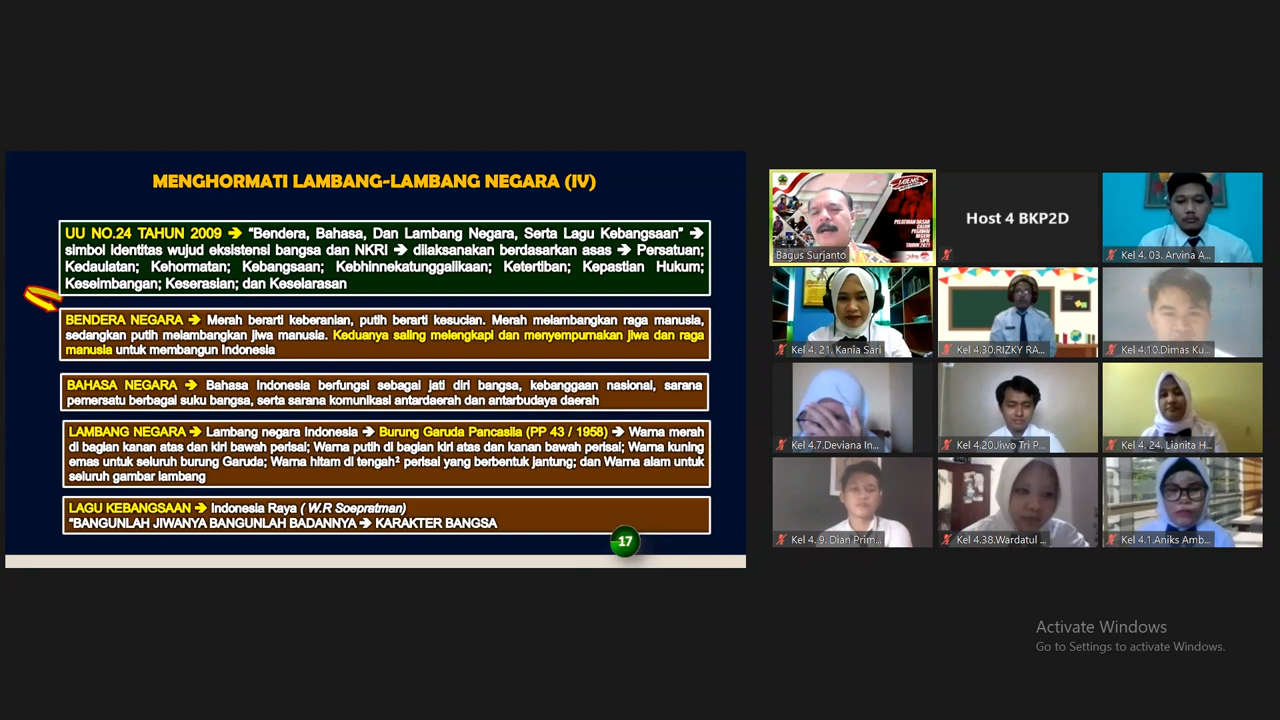 MENGHORMATI LAMBANG-LAMBANG NEGARA (IV)
UU NO.24 TAHUN 2009 ➔ "Bendera, Bahasa, Dan Lambang Negara, Serta Lagu Kebangsaan" ➔
simbol identitas wujud eksistensi bangsa dan NKRI ➔ dilaksanakan berdasarkan asas ➔ Persatuan;
Kedaulatan; Kehormatan; Kebangsaan; Kebhinnekatunggalikaan; Ketertiban; Kepastian Hukum;
Keseimbangan; Keserasian; dan Keselarasan
BENDERA NEGARA ➔ Merah berarti keberanian, putih berarti kesucian. Merah melambangkan raga manusia,
sedangkan putih melambangkan jiwa manusia. Keduanya saling melengkapi dan menyempurnakan jiwa dan raga
manusia untuk membangun Indonesia
BAHASA NEGARA ➔ Bahasa Indonesia berfungsi sebagai jati diri bangsa, kebanggaan nasional, sarana
pemersatu berbagai suku bangsa, serta sarana komunikasi antardaerah dan antarbudaya daerah
LAMBANG NEGARA ➔ Lambang negara Indonesia ➔ Burung Garuda Pancasila (PP 43 / 1958) ➔ Warna merah
di bagian kanan atas dan kiri bawah perisai; Warna putih di bagian kiri atas dan kanan bawah perisai; Warna kuning
emas untuk seluruh burung Garuda; Warna hitam di tengah² perisai yang berbentuk jantung; dan Warna alam untuk
seluruh gambar lambang
LAGU KEBANGSAAN ➔ Indonesia Raya ( W.R Soepratman)
"BANGUNLAH JIWANYA BANGUNLAH BADANNYA ➔ KARAKTER BANGSA
17
PELATIHAN DASAR
CALON
PEGAWAI
NEGERI
SIPIL
TAHUN 2021
Bagus Surjanto
Host 4 BKP2D
Kel 4. 03. Arvina A...
Kel 4. 21. Kania Sari
Kel 4.30.RIZKY RA...
Kel 4.10.Dimas Ku...
Kel 4.7.Deviana In...
Kel 4.20.Jiwo Tri P...
Kel 4. 24. Lianita H...
Kel 4. 9. Dian Prim...
Kel 4.38.Wardatul ...
Kel 4.1.Aniks Amb...
Activate Windows
Go to Settings to activate Windows.